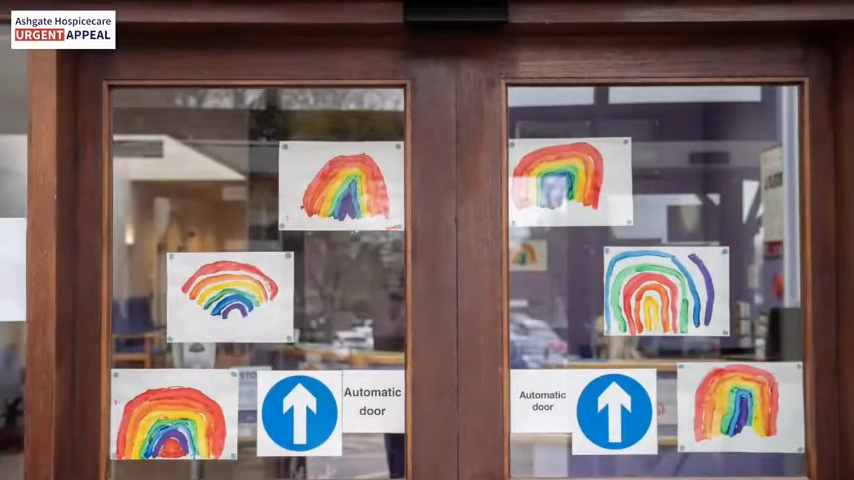 Ashgate Hospicecare
URGENT APPEAL
Automatic
door
Automatic
door